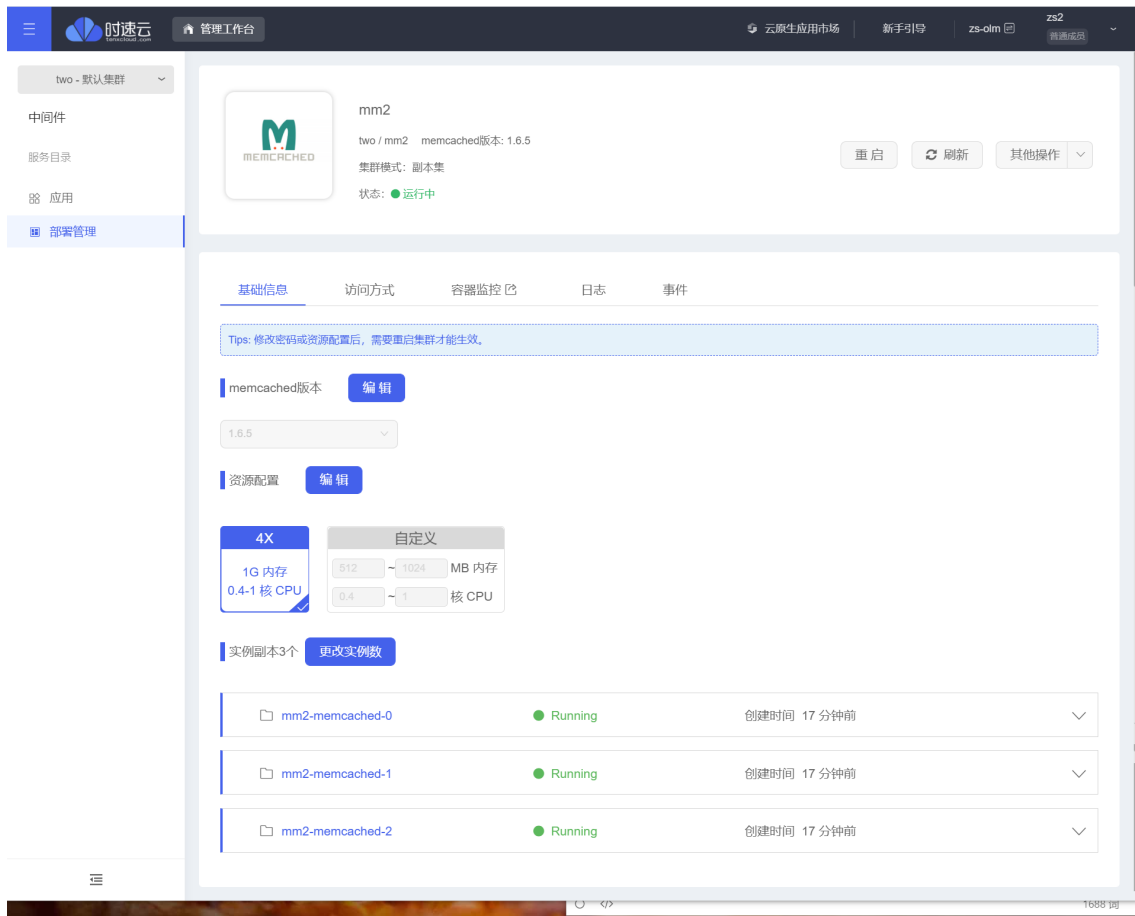 时速云
tenxcloud.com
管理工作台
云原生应用市场
新手引导
zs-olm
zs2
普通成员
two - 默认集群
中间件
服务目录
应用
部署管理
MEMCACHED
mm2
two / mm2 memcached版本: 1.6.5
集群模式: 副本集
状态: 运行中
重 启
刷新
其他操作
基础信息
访问方式
容器监控
日志
事件
Tips: 修改密码或资源配置后，需要重启集群才能生效。
memcached版本
编 辑
1.6.5
资源配置
编 辑
4X
1G 内存
0.4-1 核 CPU
自定义
512 ~ 1024 MB 内存
0.4 ~ 1 核 CPU
实例副本3个
更改实例数
mm2-memcached-0 Running 创建时间 17 分钟前
mm2-memcached-1 Running 创建时间 17 分钟前
mm2-memcached-2 Running 创建时间 17 分钟前
</> 1688 词